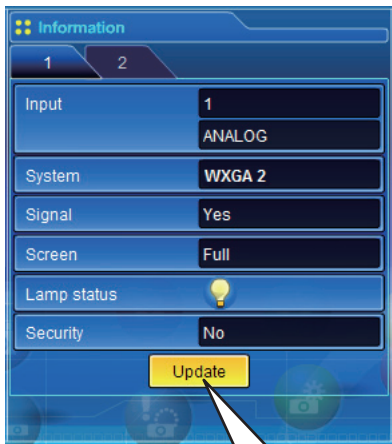 Information
1 2
Input 1
ANALOG
System WXGA 2
Signal Yes
Screen Full
Lamp status
Security No
Update